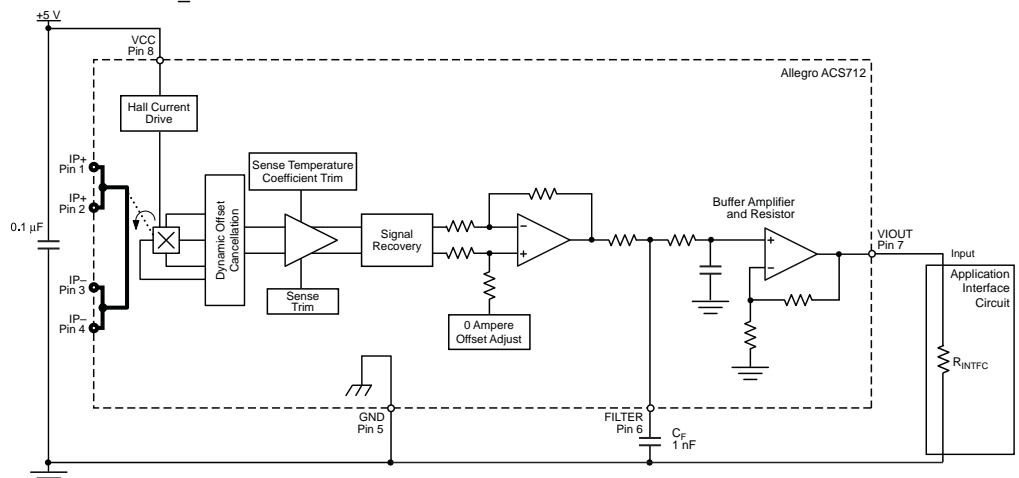 +5 V
VCC
Pin 8
Allegro ACS712
Hall Current
Drive
IP+
Pin 1
IP+
Pin 2
0.1 µF
IP–
Pin 3
IP–
Pin 4
Dynamic Offset
Cancellation
Sense Temperature
Coefficient Trim
Sense
Trim
Signal
Recovery
−
+
0 Ampere
Offset Adjust
Buffer Amplifier
and Resistor
+
−
VIOUT
Pin 7
Input
Application
Interface
Circuit
RINTFC
GND
Pin 5
FILTER
Pin 6
CF
1 nF